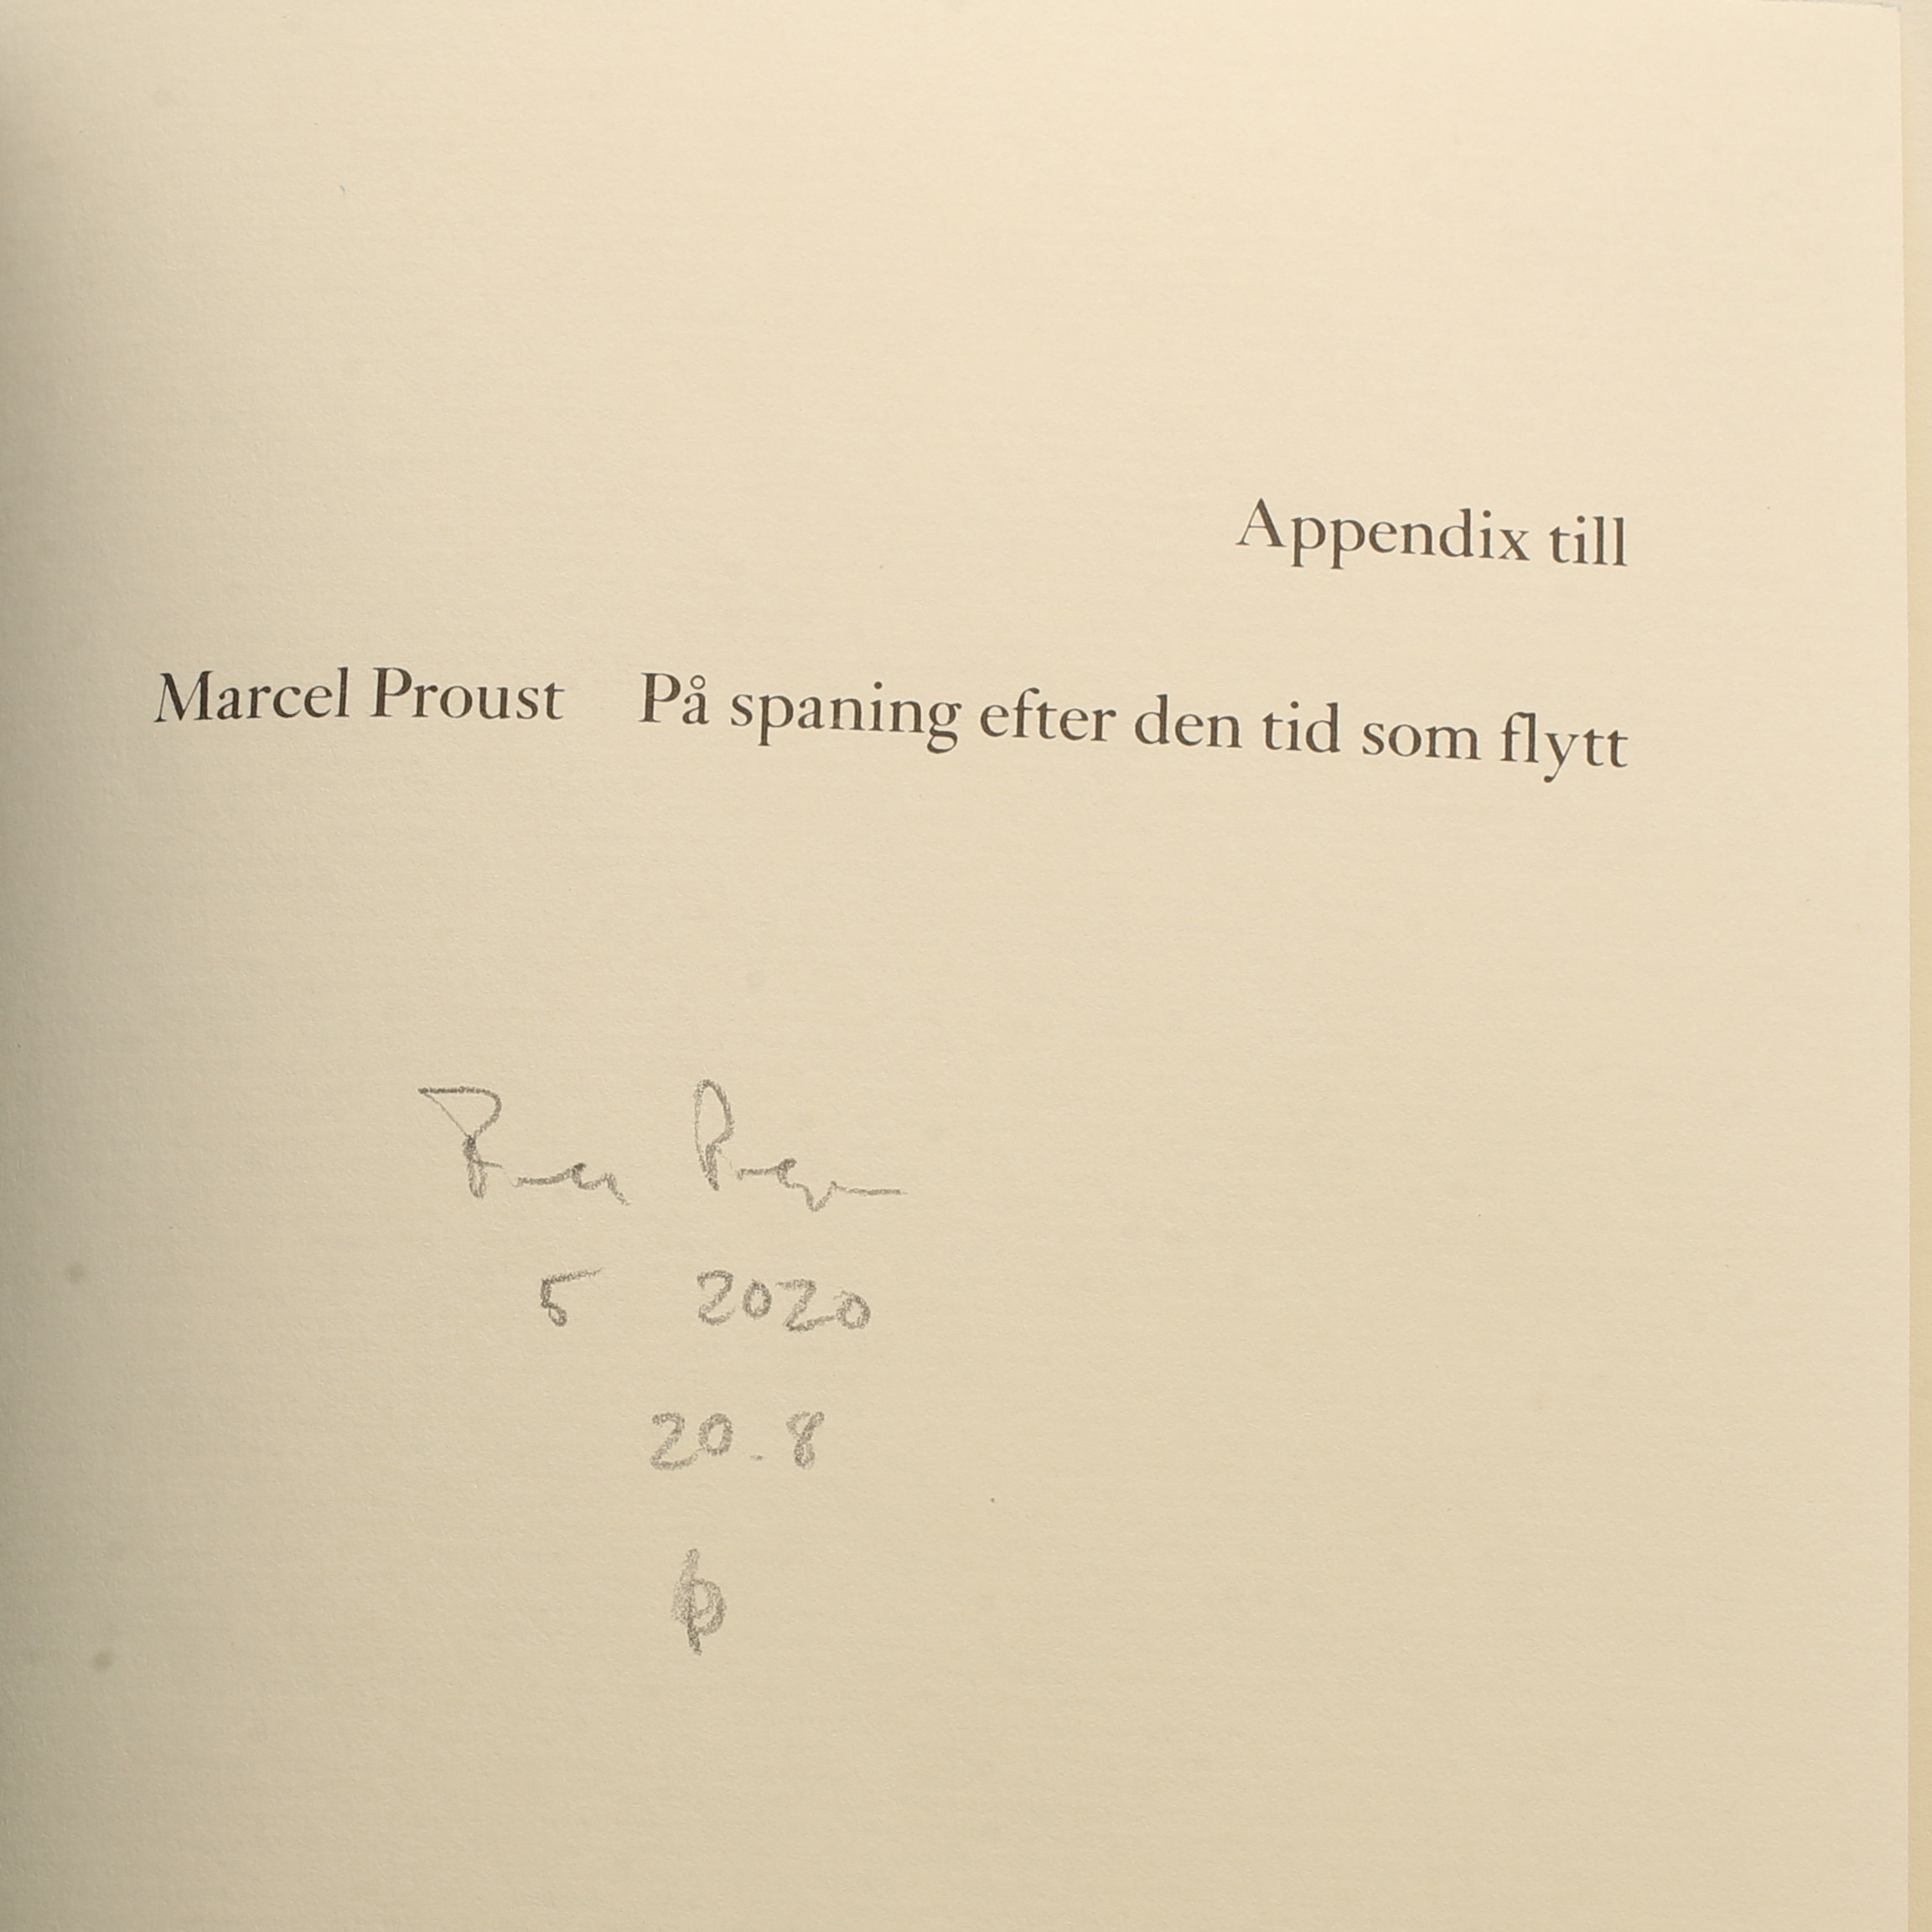 Appendix till
Marcel Proust På spaning efter den tid som flytt
5 2020
20.8